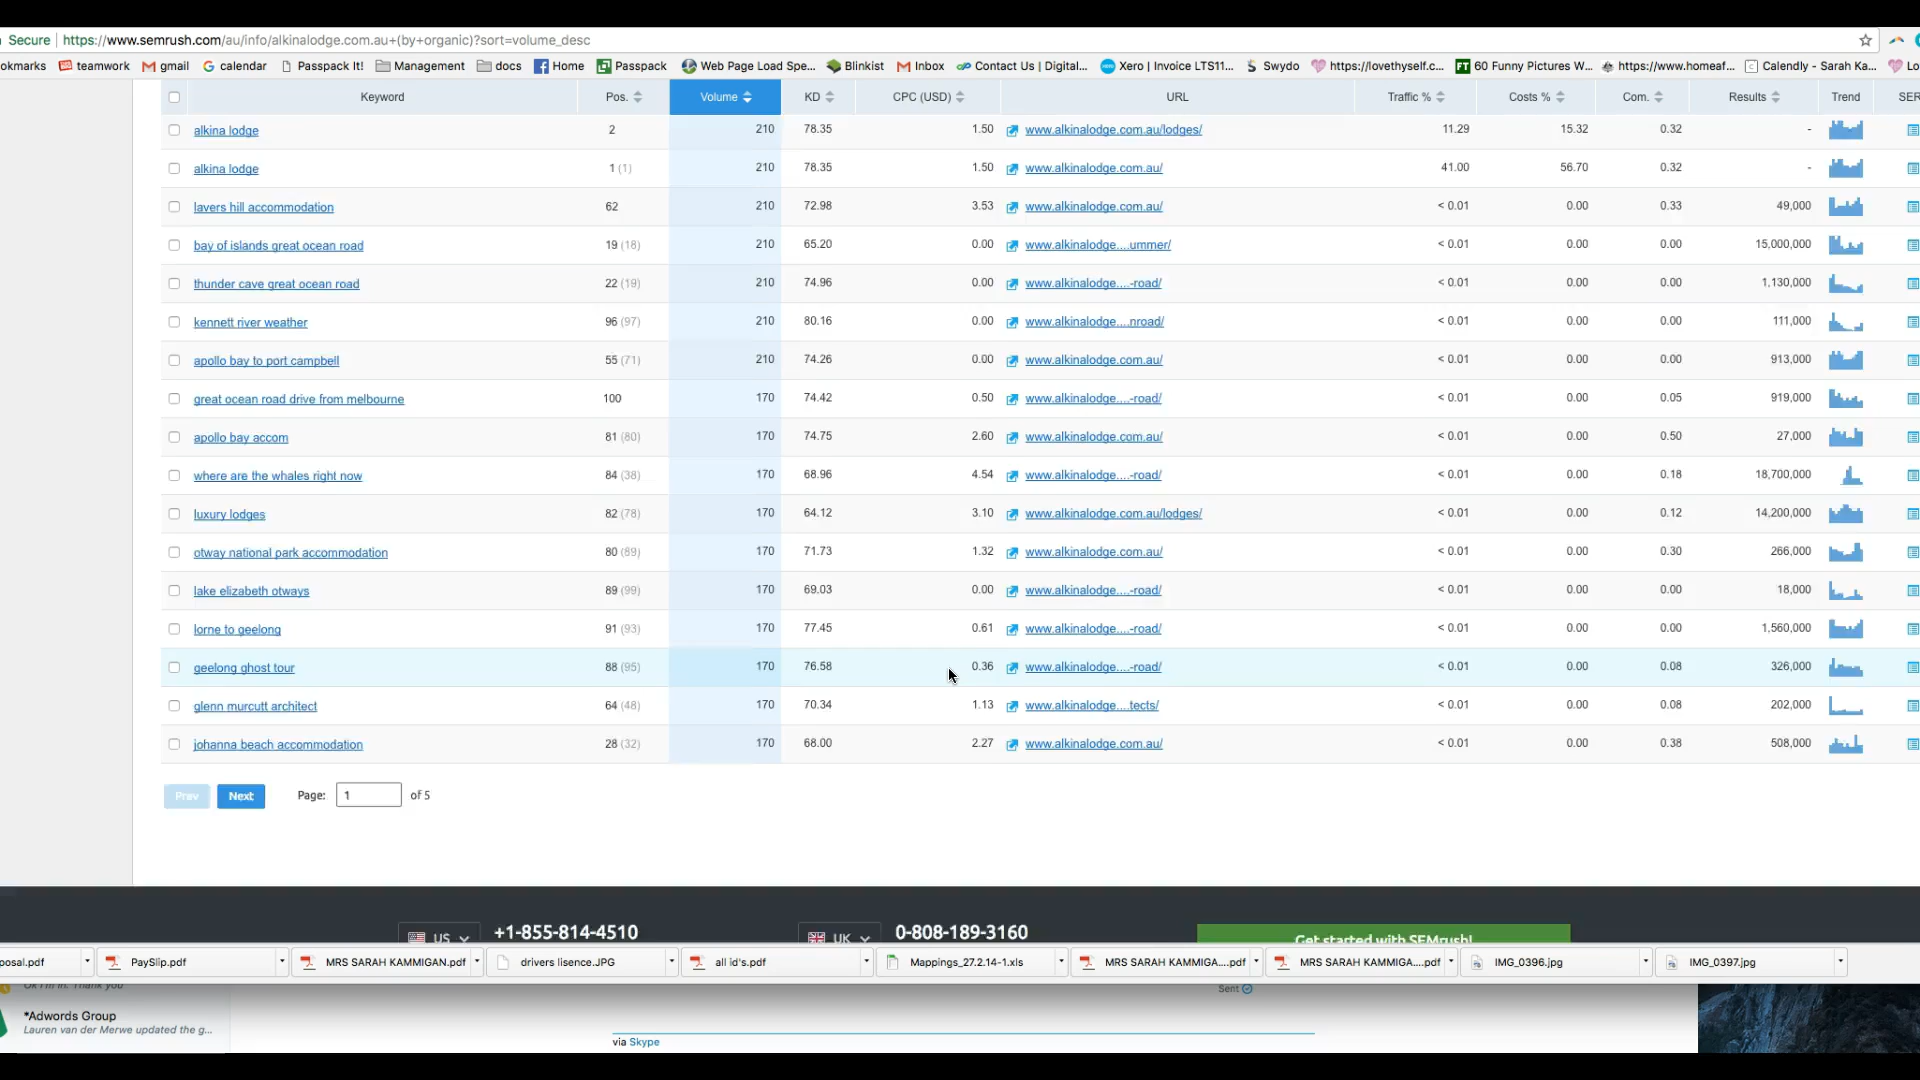 Secure | https://www.semrush.com/au/info/alkinalodge.com.au+(by+organic)?sort=volume_desc
okmarks teamwork gmail calendar Passpack It! Management docs Home Passpack Web Page Load Spe... Blinkist Inbox Contact Us | Digital... Xero | Invoice LTS11... Swydo https://lovethyself.c... 60 Funny Pictures W... https://www.homeaf... Calendly - Sarah Ka... Lo
Keyword Pos. Volume KD CPC (USD) URL Traffic % Costs % Com. Results Trend SER
alkina lodge 2 210 78.35 1.50 www.alkinalodge.com.au/lodges/ 11.29 15.32 0.32 -
alkina lodge 1 (1) 210 78.35 1.50 www.alkinalodge.com.au/ 41.00 56.70 0.32 -
lavers hill accommodation 62 210 72.98 3.53 www.alkinalodge.com.au/ < 0.01 0.00 0.33 49,000
bay of islands great ocean road 19 (18) 210 65.20 0.00 www.alkinalodge....ummer/ < 0.01 0.00 0.00 15,000,000
thunder cave great ocean road 22 (19) 210 74.96 0.00 www.alkinalodge....-road/ < 0.01 0.00 0.00 1,130,000
kennett river weather 96 (97) 210 80.16 0.00 www.alkinalodge....nroad/ < 0.01 0.00 0.00 111,000
apollo bay to port campbell 55 (71) 210 74.26 0.00 www.alkinalodge.com.au/ < 0.01 0.00 0.00 913,000
great ocean road drive from melbourne 100 170 74.42 0.50 www.alkinalodge....-road/ < 0.01 0.00 0.05 919,000
apollo bay accom 81 (80) 170 74.75 2.60 www.alkinalodge.com.au/ < 0.01 0.00 0.50 27,000
where are the whales right now 84 (38) 170 68.96 4.54 www.alkinalodge....-road/ < 0.01 0.00 0.18 18,700,000
luxury lodges 82 (78) 170 64.12 3.10 www.alkinalodge.com.au/lodges/ < 0.01 0.00 0.12 14,200,000
otway national park accommodation 80 (89) 170 71.73 1.32 www.alkinalodge.com.au/ < 0.01 0.00 0.30 266,000
lake elizabeth otways 89 (99) 170 69.03 0.00 www.alkinalodge....-road/ < 0.01 0.00 0.00 18,000
lorne to geelong 91 (93) 170 77.45 0.61 www.alkinalodge....-road/ < 0.01 0.00 0.00 1,560,000
geelong ghost tour 88 (95) 170 76.58 0.36 www.alkinalodge....-road/ < 0.01 0.00 0.08 326,000
glenn murcutt architect 64 (48) 170 70.34 1.13 www.alkinalodge....tects/ < 0.01 0.00 0.08 202,000
johanna beach accommodation 28 (32) 170 68.00 2.27 www.alkinalodge.com.au/ < 0.01 0.00 0.38 508,000
Prev Next Page: 1 of 5
US +1-855-814-4510 UK 0-808-189-3160 Get started with SEMrush!
posal.pdf PaySlip.pdf MRS SARAH KAMMIGAN.pdf drivers lisence.JPG all id's.pdf Mappings_27.2.14-1.xls MRS SARAH KAMMIGA....pdf MRS SARAH KAMMIGA....pdf IMG_0396.jpg IMG_0397.jpg
Ok I'm in. Thank you
Sent
*Adwords Group
Lauren van der Merwe updated the g...
via Skype